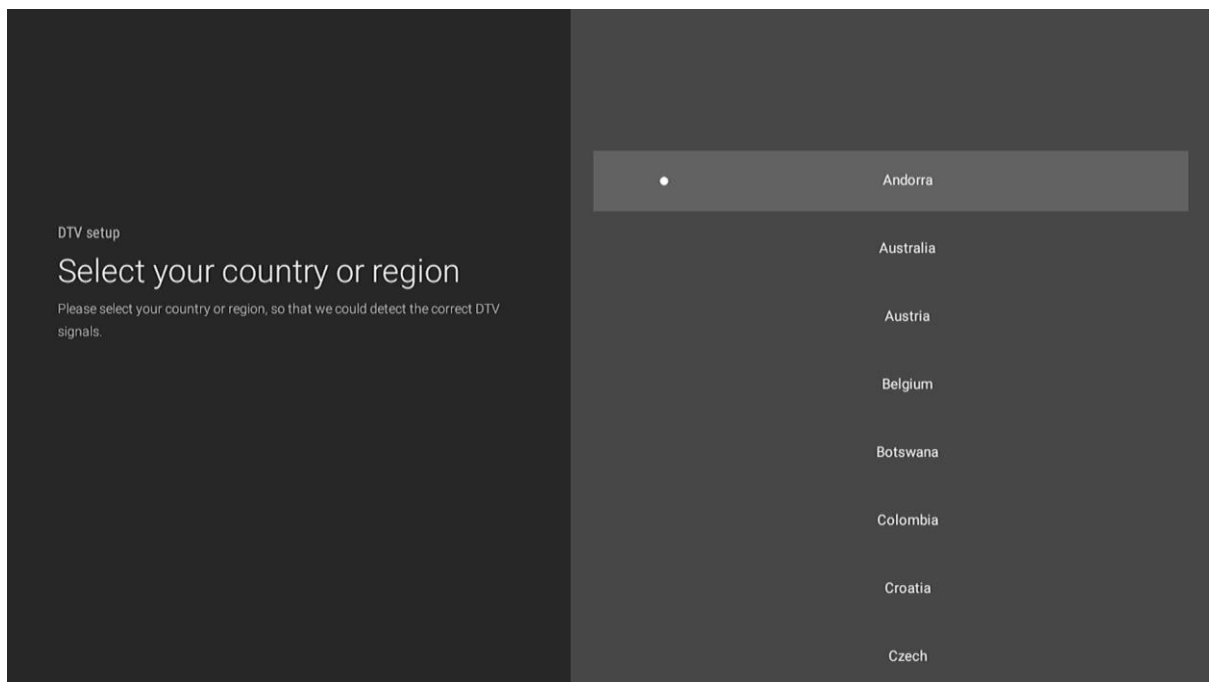 DTV setup
Select your country or region
Please select your country or region, so that we could detect the correct DTV
signals.
Andorra
Australia
Austria
Belgium
Botswana
Colombia
Croatia
Czech